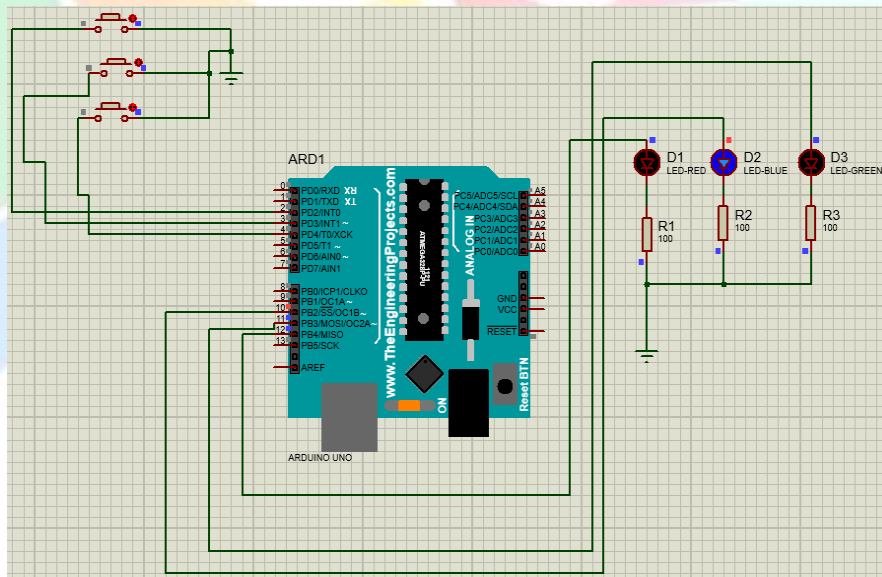 ARD1
ARDUINO UNO
www.TheEngineeringProjects.com
0 PD0/RXD RX
1 PD1/TXD TX
2 PD2/INT0
3 PD3/INT1 ~
4 PD4/T0/XCK
5 PD5/T1 ~
6 PD6/AIN0 ~
7 PD7/AIN1
8 PB0/ICP1/CLKO
9 PB1/OC1A ~
10 PB2/SS/OC1B ~
11 PB3/MOSI/OC2A ~
12 PB4/MISO
13 PB5/SCK
AREF
ATMEGA328P-PU
1121
PC5/ADC5/SCL A5
PC4/ADC4/SDA A4
PC3/ADC3 A3
PC2/ADC2 A2
PC1/ADC1 A1
PC0/ADC0 A0
ANALOG IN
GND
VCC
RESET
Reset BTN
ON
D1
LED-RED
D2
LED-BLUE
D3
LED-GREEN
R1
100
R2
100
R3
100